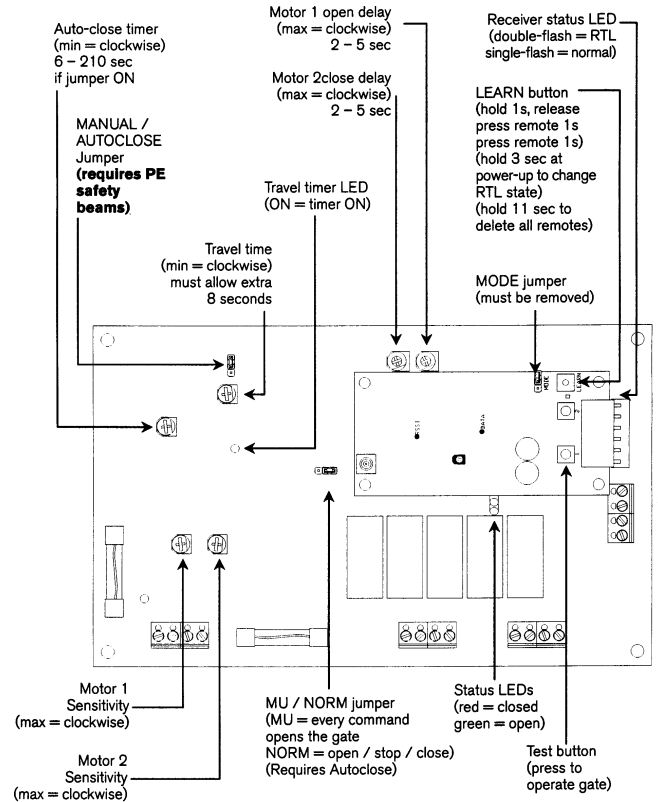 Auto-close timer
(min = clockwise)
6 – 210 sec
if jumper ON
MANUAL /
AUTOCLOSE
Jumper
(requires PE
safety
beams)
Travel time
(min = clockwise)
must allow extra
8 seconds
Travel timer LED
(ON = timer ON)
Motor 1 open delay
(max = clockwise)
2 – 5 sec
Motor 2close delay
(max = clockwise)
2 – 5 sec
Receiver status LED
(double-flash = RTL
single-flash = normal)
LEARN button
(hold 1s, release
press remote 1s
press remote 1s)
(hold 3 sec at
power-up to change
RTL state)
(hold 11 sec to
delete all remotes)
MODE jumper
(must be removed)
MODE
LEARN
RSSI
DATA
2
1
Motor 1
Sensitivity
(max = clockwise)
Motor 2
Sensitivity
(max = clockwise)
MU / NORM jumper
(MU = every command
opens the gate
NORM = open / stop / close)
(Requires Autoclose)
Status LEDs
(red = closed
green = open)
Test button
(press to
operate gate)